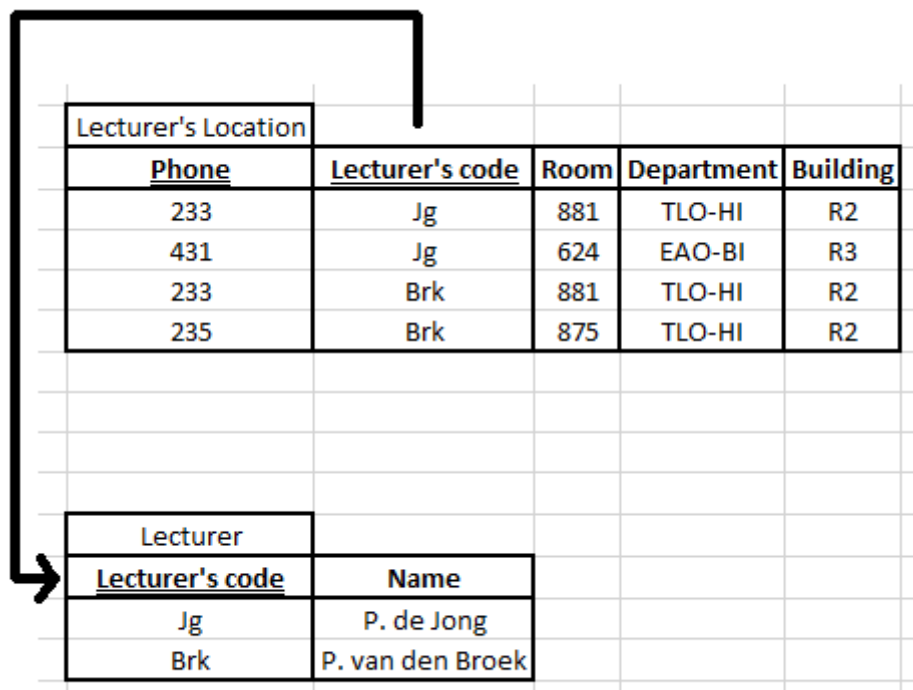 Lecturer's Location
Phone Lecturer's code Room Department Building
233 Jg 881 TLO-HI R2
431 Jg 624 EAO-BI R3
233 Brk 881 TLO-HI R2
235 Brk 875 TLO-HI R2
Lecturer
Lecturer's code Name
Jg P. de Jong
Brk P. van den Broek